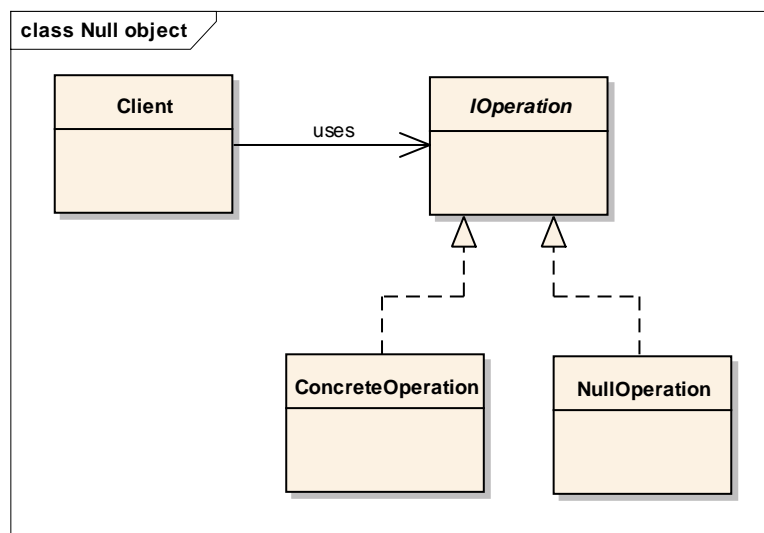 class Null object
Client
IOperation
uses
ConcreteOperation
NullOperation